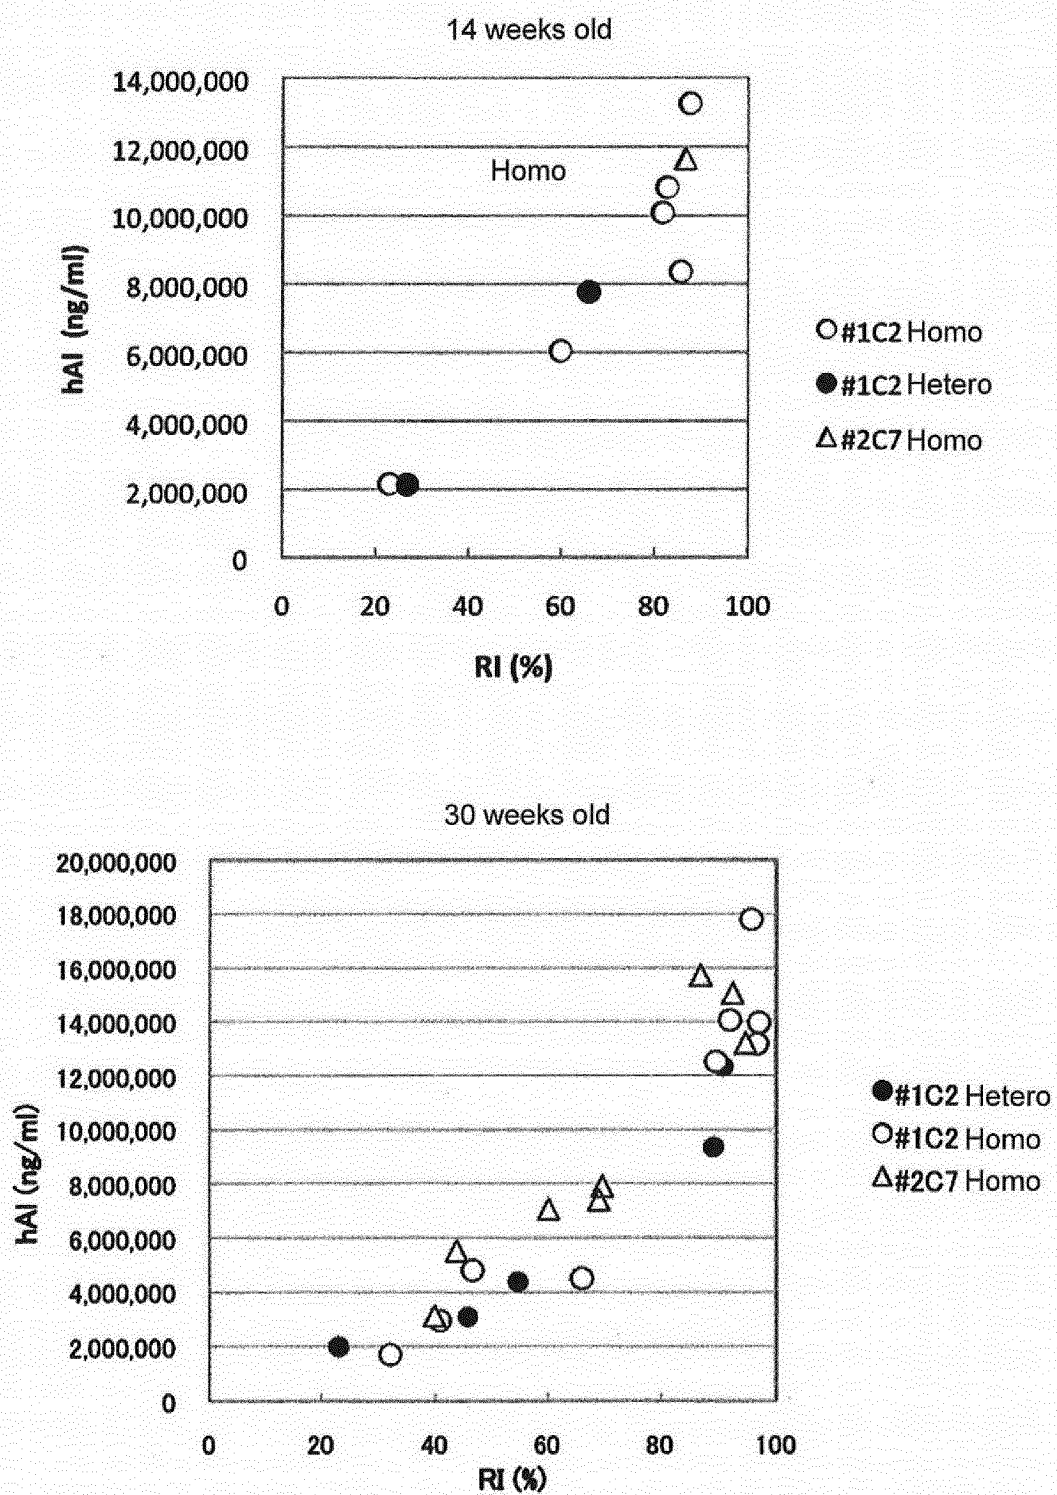 14 weeks old
14,000,000
12,000,000
10,000,000
8,000,000
6,000,000
4,000,000
2,000,000
0
hAl (ng/ml)
Homo
0 20 40 60 80 100
RI (%)
#1C2 Homo
#1C2 Hetero
#2C7 Homo
30 weeks old
20,000,000
18,000,000
16,000,000
14,000,000
12,000,000
10,000,000
8,000,000
6,000,000
4,000,000
2,000,000
0
hAl (ng/ml)
0 20 40 60 80 100
RI (%)
#1C2 Hetero
#1C2 Homo
#2C7 Homo